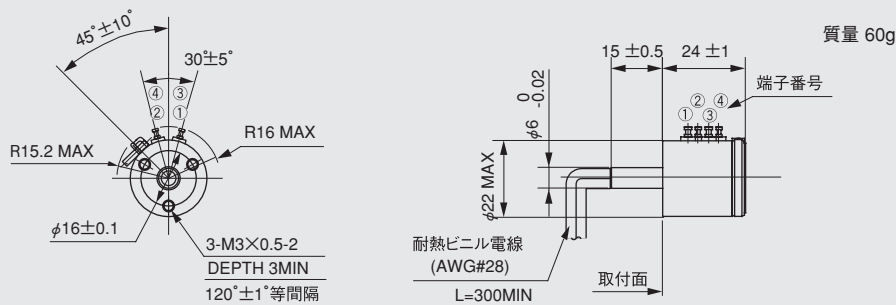 質量 60g
45°±10°
30°±5°
④ ③
② ①
R16 MAX
R15.2 MAX
φ16±0.1
3-M3×0.5-2
DEPTH 3MIN
120°±1°等間隔
15 ±0.5
24 ±1
端子番号
② ④
① ③
φ6 0 -0.02
φ22 MAX
耐熱ビニル電線
(AWG#28)
L=300MIN
取付面